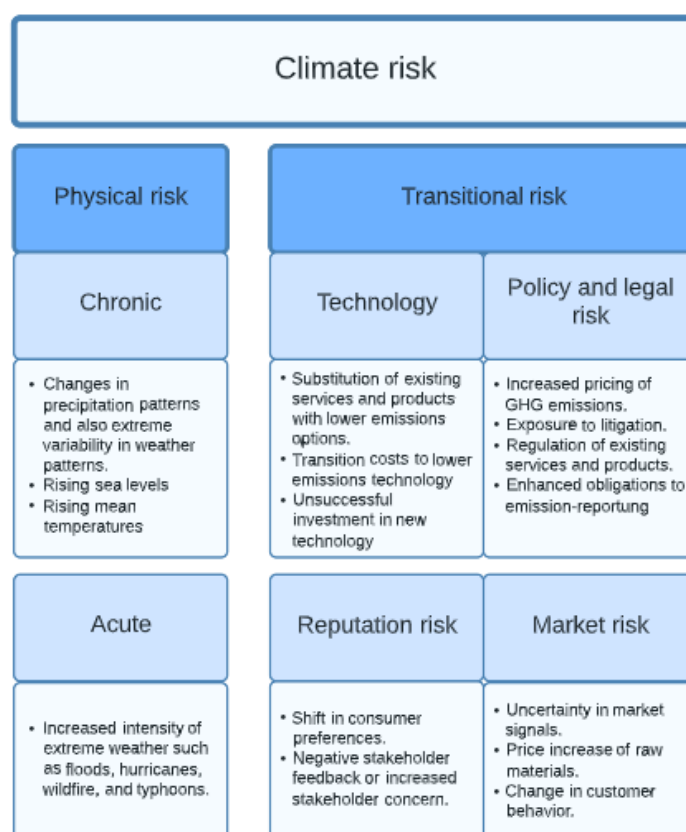 Climate risk
Physical risk
Transitional risk
Chronic
Technology
Policy and legal
risk
• Changes in
precipitation patterns
and also extreme
variability in weather
patterns.
• Rising sea levels
• Rising mean
temperatures
• Substitution of existing
services and products
with lower emissions
options.
• Transition costs to lower
emissions technology
• Unsuccessful
investment in new
technology
• Increased pricing of
GHG emissions.
• Exposure to litigation.
• Regulation of existing
services and products.
• Enhanced obligations to
emission-reportung
Acute
Reputation risk
Market risk
• Increased intensity of
extreme weather such
as floods, hurricanes,
wildfire, and typhoons.
• Shift in consumer
preferences.
• Negative stakeholder
feedback or increased
stakeholder concern.
• Uncertainty in market
signals.
• Price increase of raw
materials.
• Change in customer
behavior.